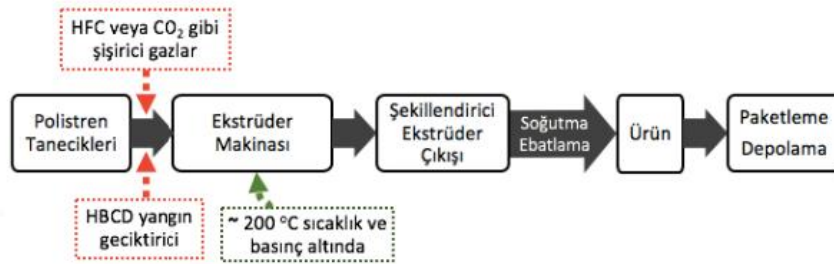 HFC veya CO₂ gibi
şişirici gazlar
Polistren
Tanecikleri
Ekstrüder
Makinası
Şekillendirici
Ekstrüder
Çıkışı
Soğutma
Ebatlama
Ürün
Paketleme
Depolama
HBCD yangın
geciktirici
~ 200 °C sıcaklık ve
basınç altında